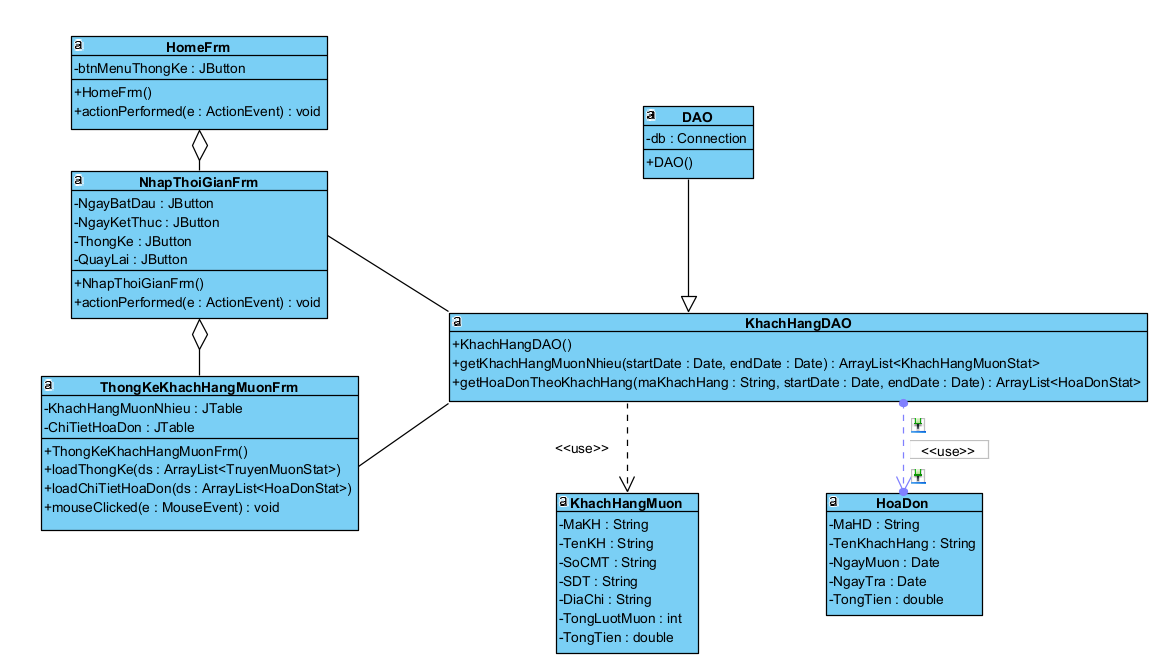 HomeFrm
-btnMenuThongKe : JButton
+HomeFrm()
+actionPerformed(e : ActionEvent) : void
NhapThoiGianFrm
-NgayBatDau : JButton
-NgayKetThuc : JButton
-ThongKe : JButton
-QuayLai : JButton
+NhapThoiGianFrm()
+actionPerformed(e : ActionEvent) : void
ThongKeKhachHangMuonFrm
-KhachHangMuonNhieu : JTable
-ChiTietHoaDon : JTable
+ThongKeKhachHangMuonFrm()
+loadThongKe(ds : ArrayList<TruyenMuonStat>)
+loadChiTietHoaDon(ds : ArrayList<HoaDonStat>)
+mouseClicked(e : MouseEvent) : void
DAO
-db : Connection
+DAO()
KhachHangDAO
+KhachHangDAO()
+getKhachHangMuonNhieu(startDate : Date, endDate : Date) : ArrayList<KhachHangMuonStat>
+getHoaDonTheoKhachHang(maKhachHang : String, startDate : Date, endDate : Date) : ArrayList<HoaDonStat>
<<use>>
<<use>>
KhachHangMuon
-MaKH : String
-TenKH : String
-SoCMT : String
-SDT : String
-DiaChi : String
-TongLuotMuon : int
-TongTien : double
HoaDon
-MaHD : String
-TenKhachHang : String
-NgayMuon : Date
-NgayTra : Date
-TongTien : double